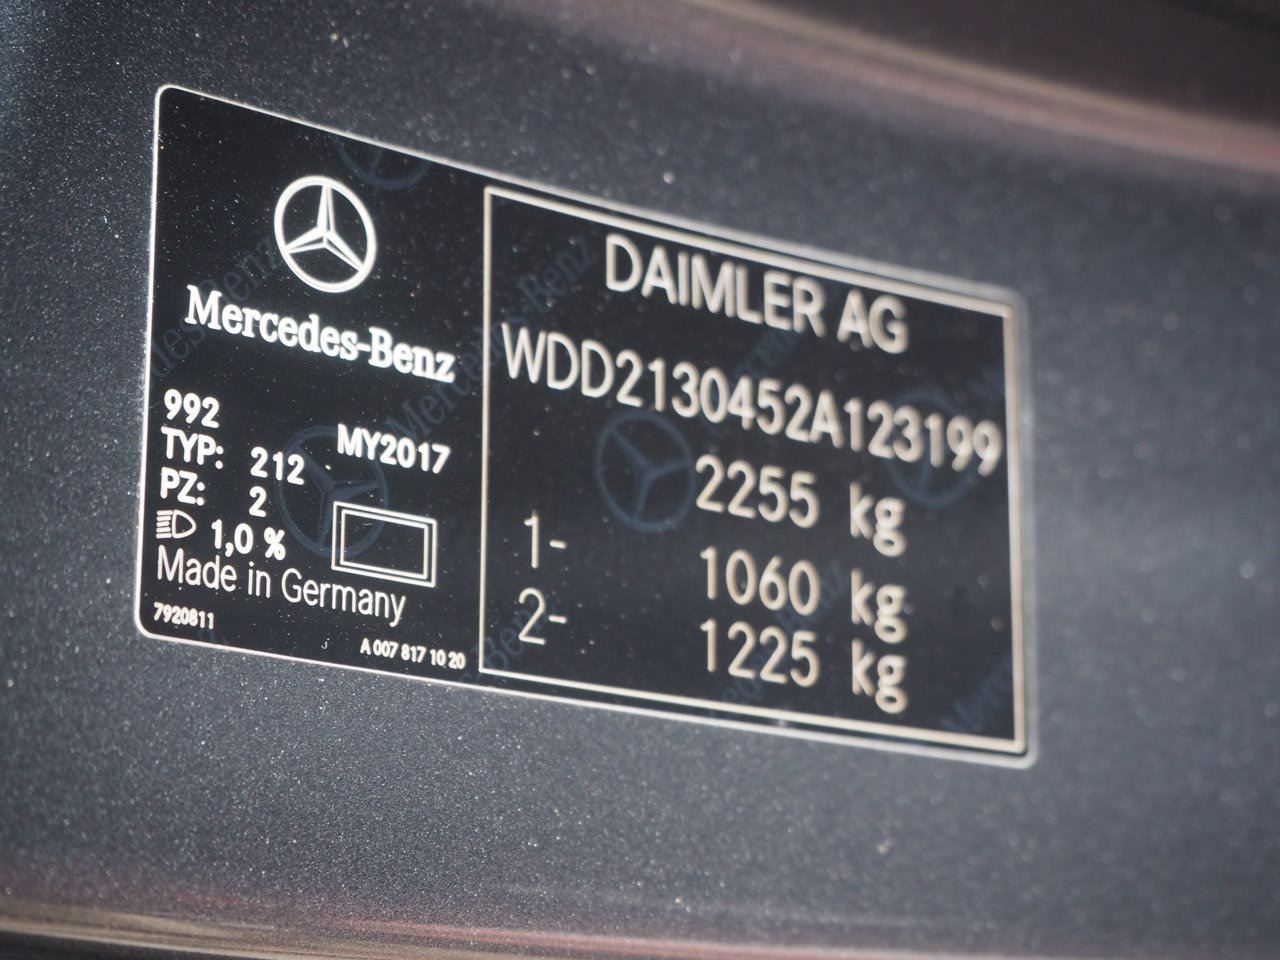 Mercedes-Benz
992
MY2017
TYP: 212
PZ: 2
1,0 %
Made in Germany
7920811
A 007 817 10 20
DAIMLER AG
WDD2130452A123199
2255 kg
1- 1060 kg
2- 1225 kg